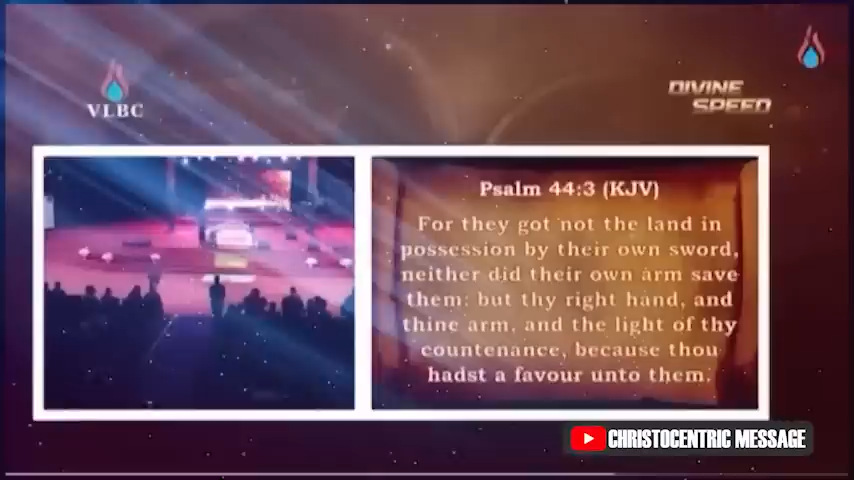 VLBC
DIVINE
SPEED
Psalm 44:3 (KJV)
For they got not the land in
possession by their own sword,
neither did their own arm save
them: but thy right hand, and
thine arm, and the light of thy
countenance, because thou
hadst a favour unto them.
CHRISTOCENTRIC MESSAGE